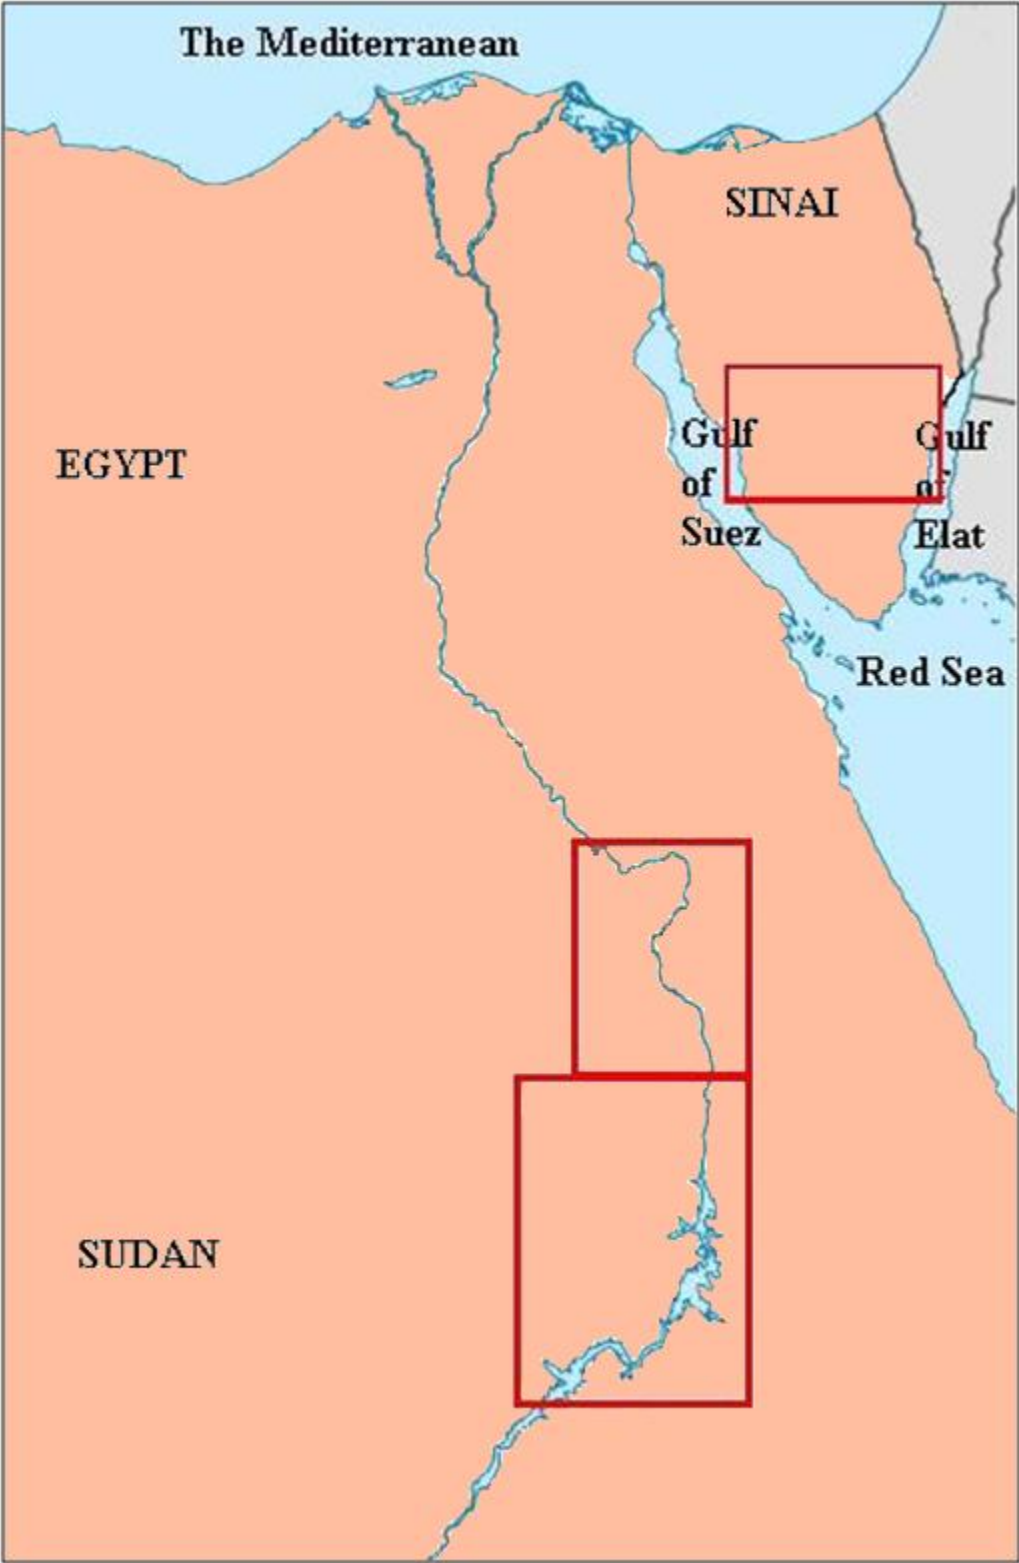 The Mediterranean
SINAI
EGYPT
Gulf
of
Suez
Gulf
of
Elat
Red Sea
SUDAN